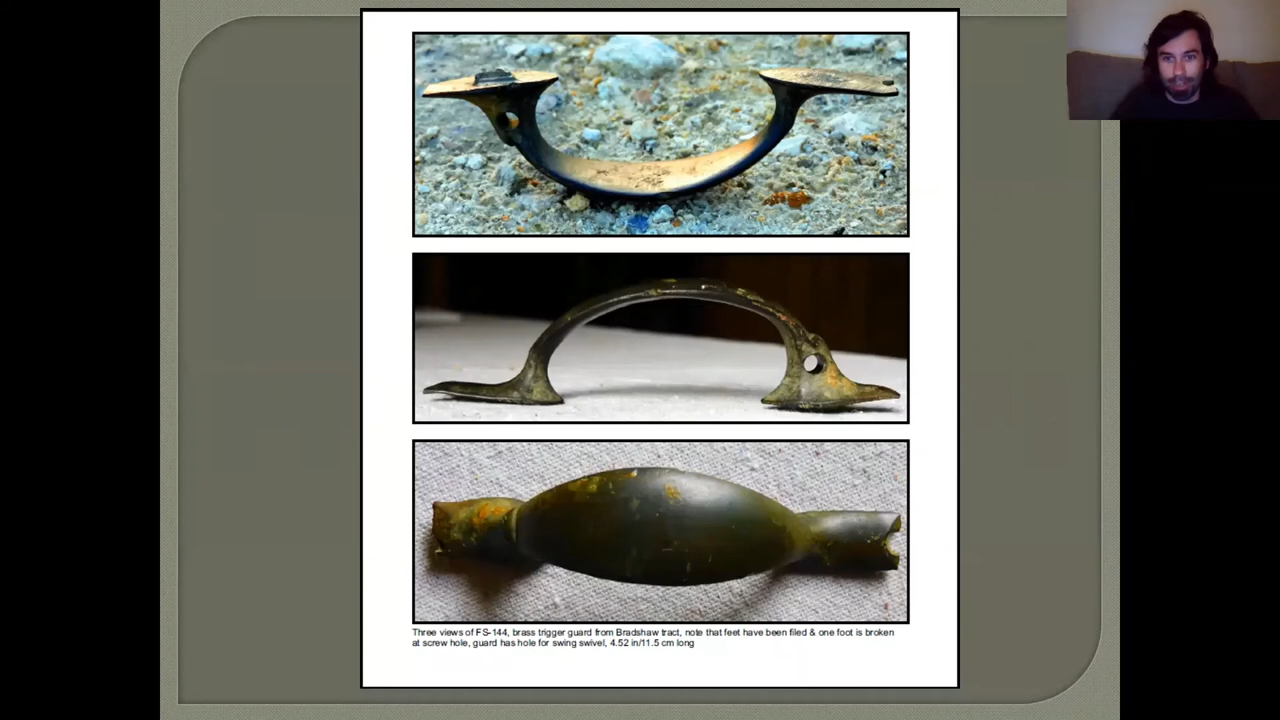 Three views of FS-144, brass trigger guard from Bradshaw tract, note that feet have been filed & one foot is broken
at screw hole, guard has hole for swing swivel, 4.52 in/11.5 cm long